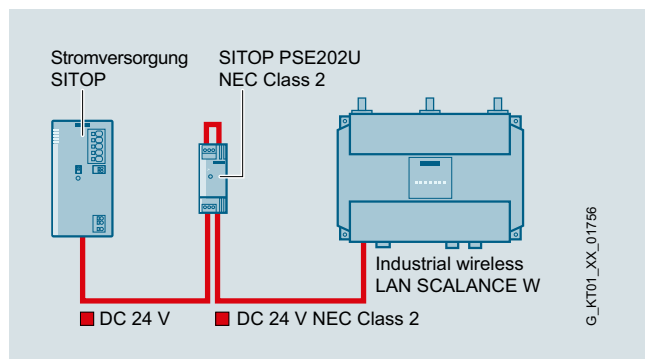 Stromversorgung
SITOP
SITOP PSE202U
NEC Class 2
Industrial wireless
LAN SCALANCE W
DC 24 V
DC 24 V NEC Class 2
G_KT01_XX_01756